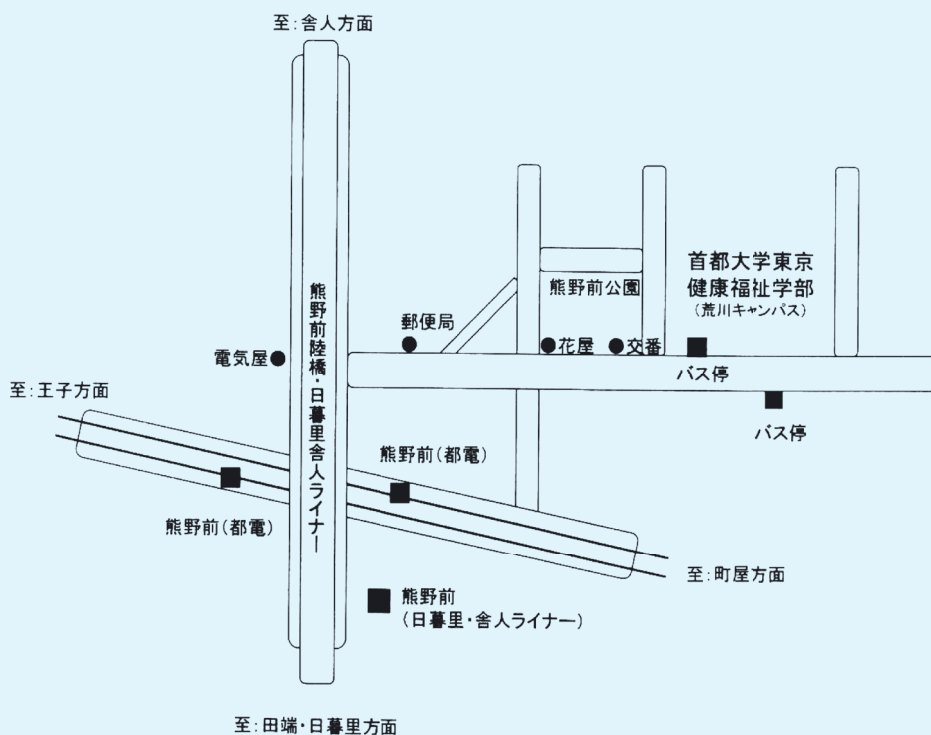 至:舎人方面
熊野前陸橋・日暮里舎人ライナー
首都大学東京
健康福祉学部
(荒川キャンパス)
熊野前公園
郵便局
電気屋
花屋
交番
バス停
バス停
至:王子方面
熊野前(都電)
熊野前(都電)
至:町屋方面
熊野前
(日暮里・舎人ライナー)
至:田端・日暮里方面